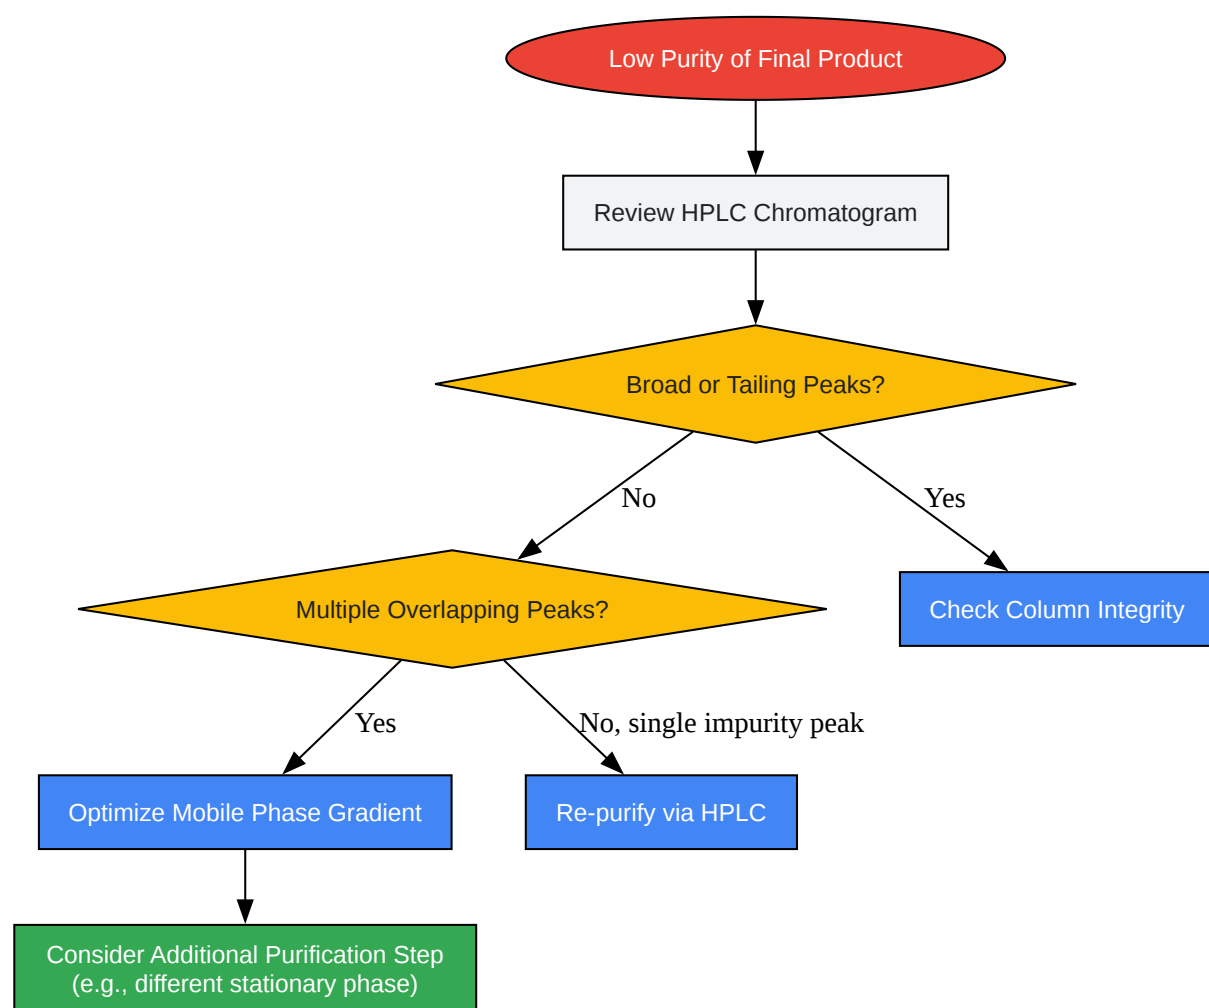 Low Purity of Final Product
Review HPLC Chromatogram
Broad or Tailing Peaks?
No
Yes
Multiple Overlapping Peaks?
Check Column Integrity
Yes
No, single impurity peak
Optimize Mobile Phase Gradient
Re-purify via HPLC
Consider Additional Purification Step
(e.g., different stationary phase)